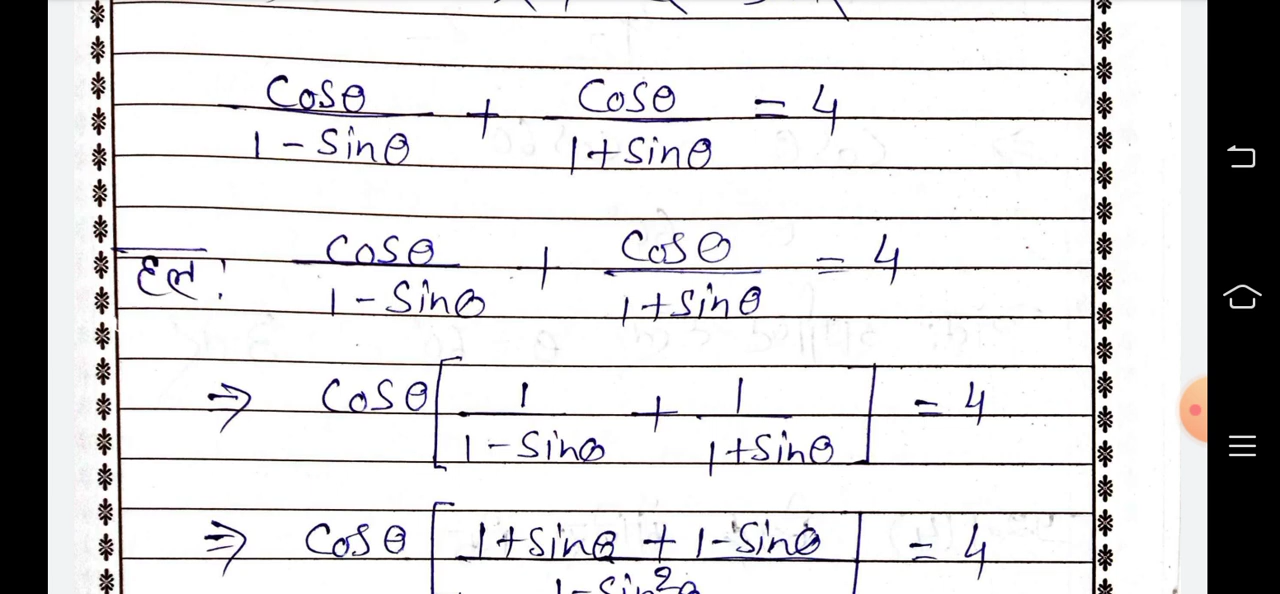 Cosθ / 1 - Sinθ + Cosθ / 1 + Sinθ = 4
हल: Cosθ / 1 - Sinθ + Cosθ / 1 + Sinθ = 4
⇒ Cosθ [ 1 / 1 - Sinθ + 1 / 1 + Sinθ ] = 4
⇒ Cosθ [ 1 + Sinθ + 1 - Sinθ / 1 - Sin²θ ] = 4